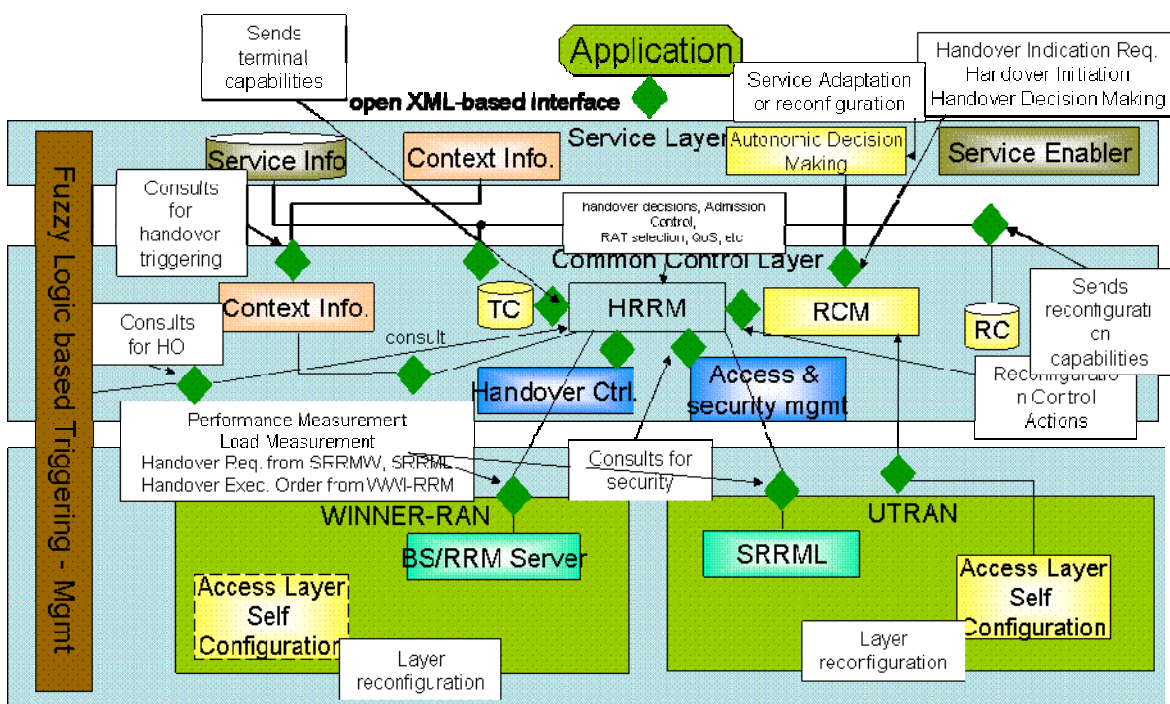 Sends
terminal
capabilities
Application
Handover Indication Req.
Handover Initiation
Handover Decision Making
Service Adaptation
or reconfiguration
open XML-based interface
Service Layer
Service Info
Context Info.
Autonomic Decision
Making
Service Enabler
Consults
for
handover
triggering
handover decisions, Admission
Control,
RAT selection, QoS, etc
Common Control Layer
Context Info.
TC
HRRM
RCM
RC
Sends
reconfigurati
cn
capabilities
Consults
for HO
consult
Handover Ctrl.
Access &
security mgmt
Reconfiguratio
n Control
Actions
Fuzzy Logic based Triggering - Mgmt
Performance Measurement
Load Measurement
Handover Req. from SRRMW, SRRML
Handover Exec. Order from WWI-RRM
Consults for
security
WINNER-RAN
UTRAN
BS/RRM Server
SRRML
Access Layer
Self
Configuration
Access Layer
Self
Configuration
Layer
reconfiguration
Layer
reconfiguration